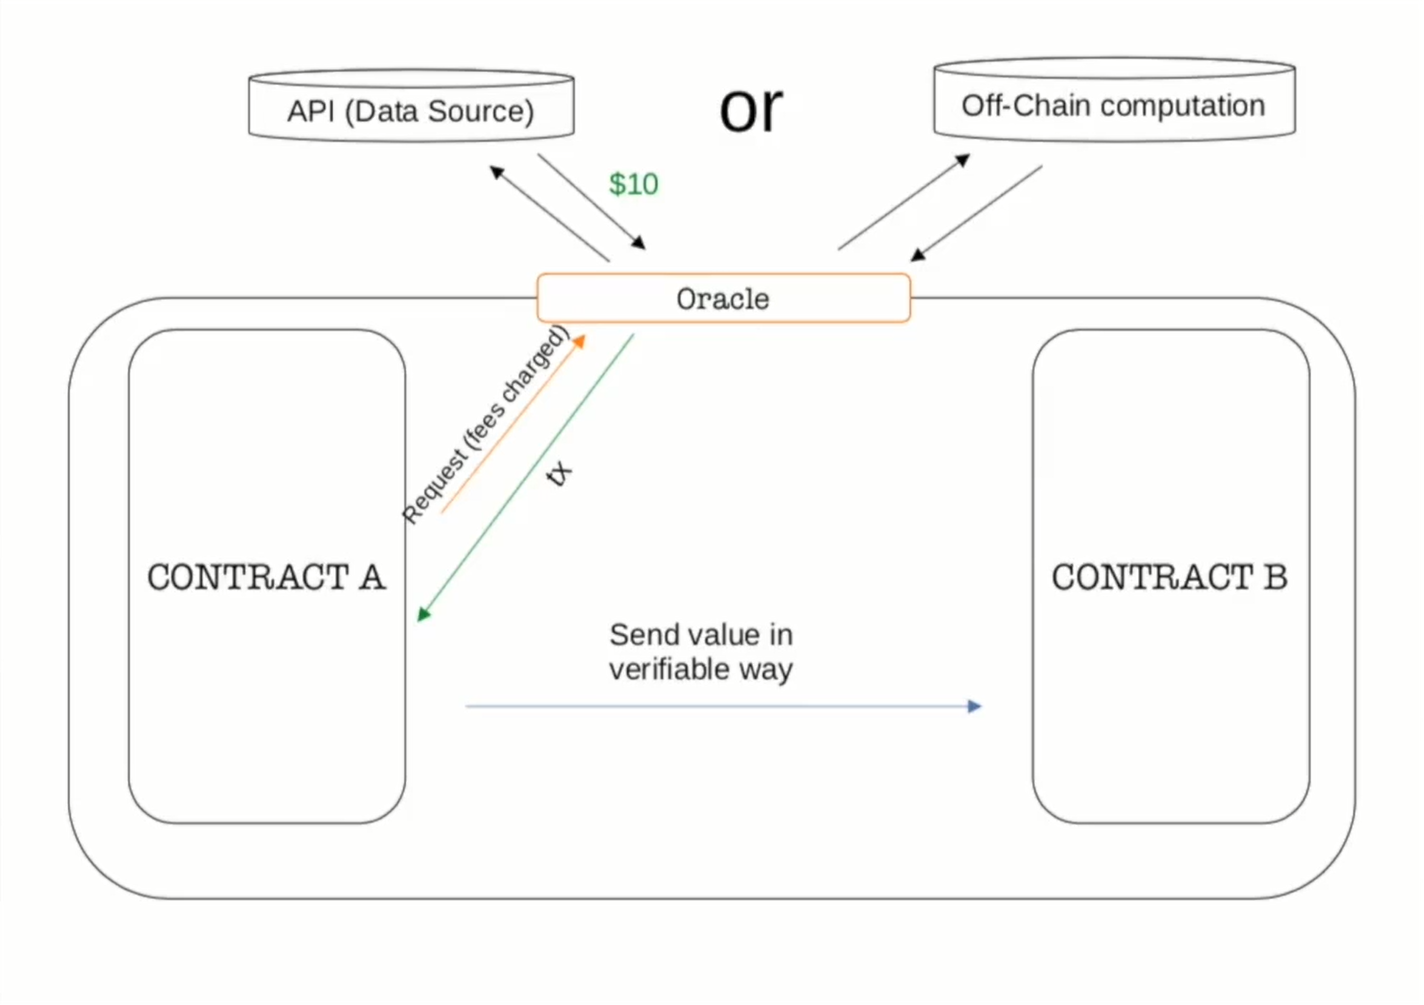 API (Data Source)
or
Off-Chain computation
$10
Oracle
Request (fees charged)
tx
CONTRACT A
CONTRACT B
Send value in
verifiable way